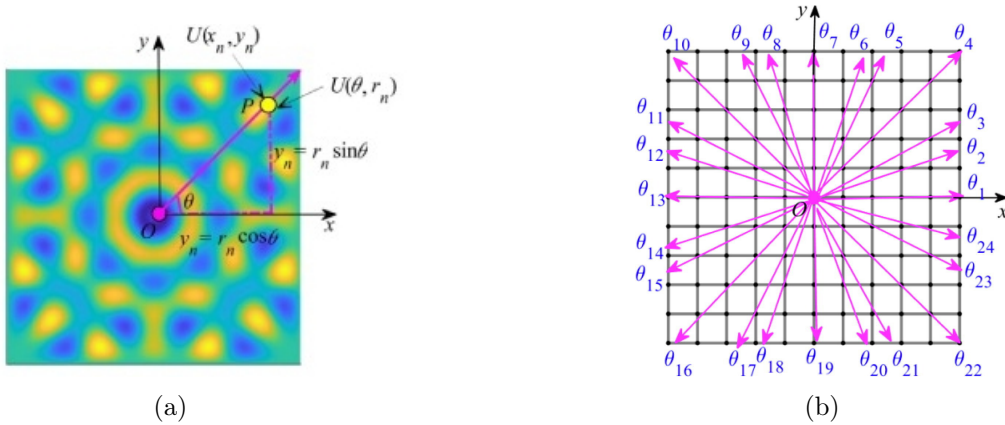 y
U(x_n, y_n)
U(θ, r_n)
P
y_n = r_n sinθ
θ
O
x
y_n = r_n cosθ
(a)
y
θ_10 θ_9 θ_8 θ_7 θ_6 θ_5 θ_4
θ_11 θ_3
θ_12 θ_2
θ_13 θ_1
O x
θ_14 θ_24
θ_15 θ_23
θ_16 θ_17 θ_18 θ_19 θ_20 θ_21 θ_22
(b)